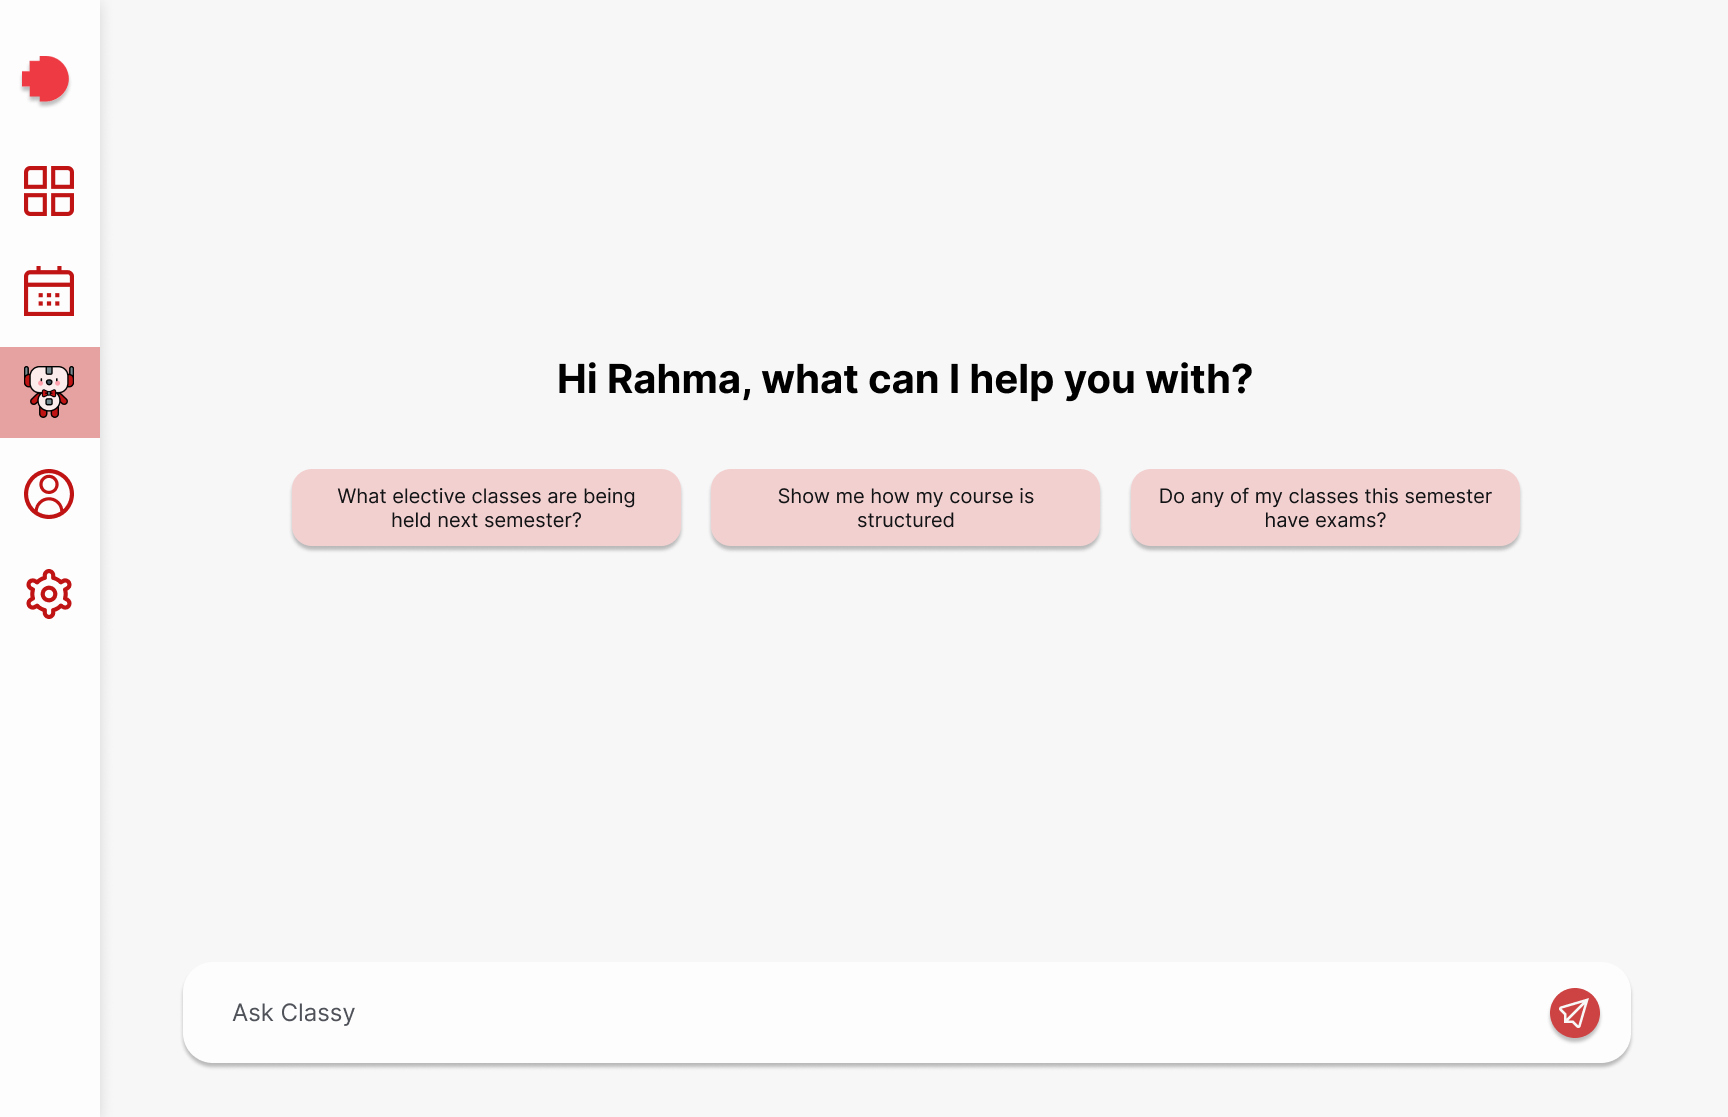 Hi Rahma, what can I help you with?
What elective classes are being
held next semester?
Show me how my course is
structured
Do any of my classes this semester
have exams?
Ask Classy